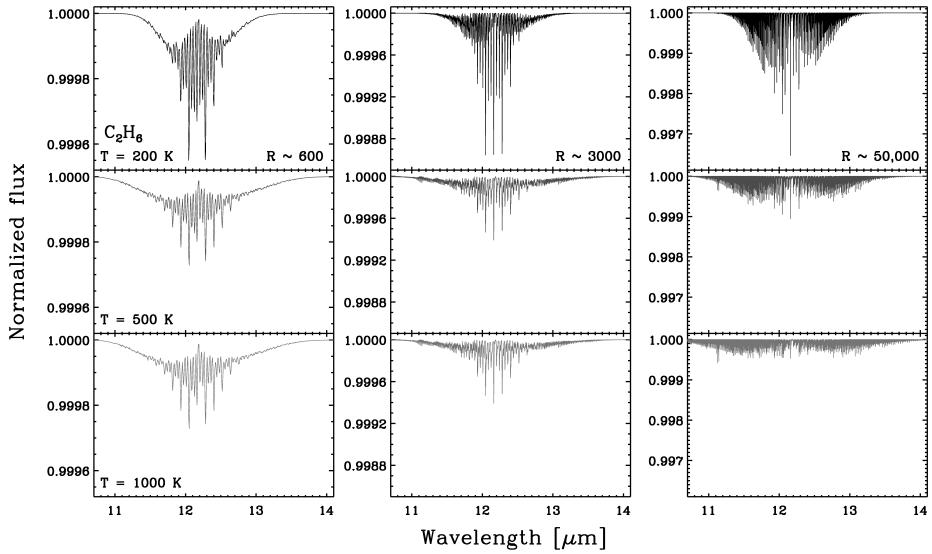 Normalized flux
1.0000
0.9998
0.9996
C₂H₆
T = 200 K
R ~ 600
1.0000
0.9996
0.9992
0.9988
R ~ 3000
1.000
0.999
0.998
0.997
R ~ 50,000
1.0000
0.9998
0.9996
T = 500 K
1.0000
0.9996
0.9992
0.9988
1.000
0.999
0.998
0.997
1.0000
0.9998
0.9996
T = 1000 K
1.0000
0.9996
0.9992
0.9988
1.000
0.999
0.998
0.997
11 12 13 14
11 12 13 14
11 12 13 14
Wavelength [μm]